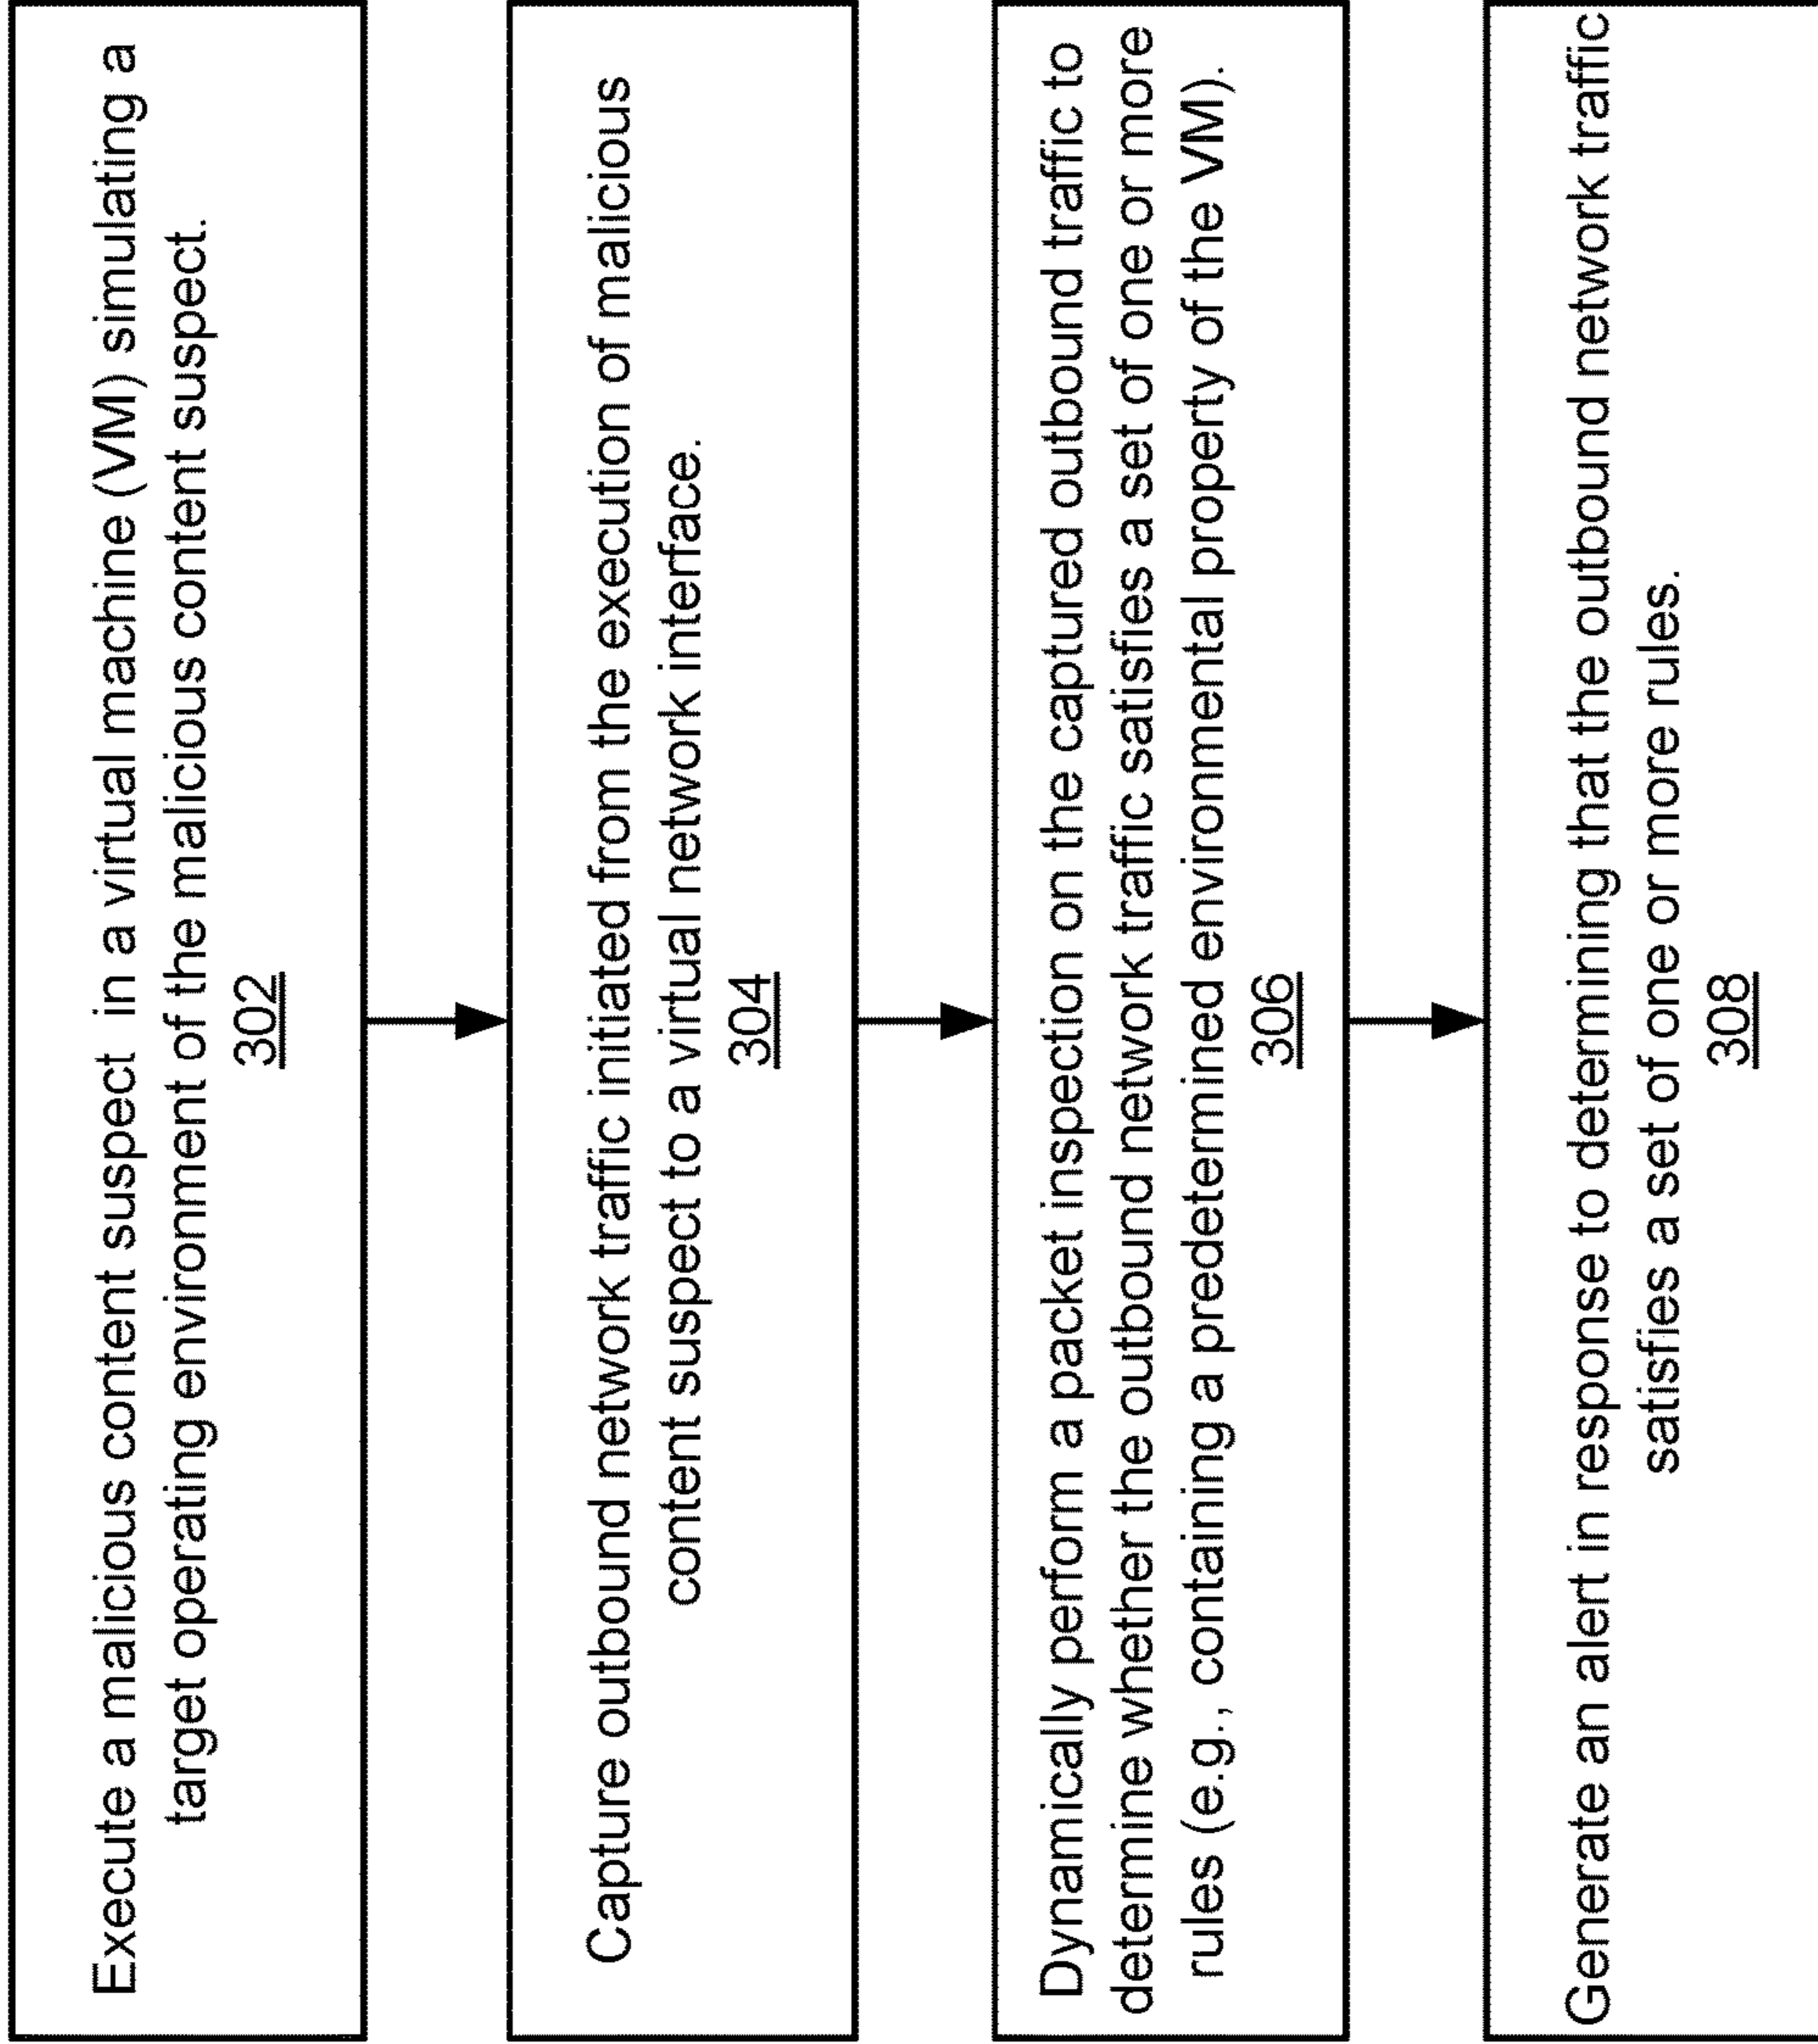 Execute a malicious content suspect in a virtual machine (VM) simulating a
target operating environment of the malicious content suspect.
302
Capture outbound network traffic initiated from the execution of malicious
content suspect to a virtual network interface.
304
Dynamically perform a packet inspection on the captured outbound traffic to
determine whether the outbound network traffic satisfies a set of one or more
rules (e.g., containing a predetermined environmental property of the VM).
306
Generate an alert in response to determining that the outbound network traffic
satisfies a set of one or more rules.
308